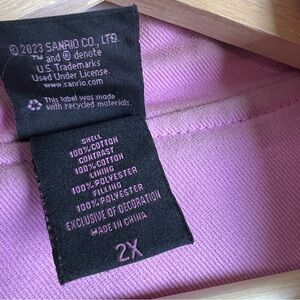 © 2023 SANRIO CO., LTD.
™ and ® denote
U.S. Trademarks
Used Under License.
www.sanrio.com
This label was made
with recycled materials.
SHELL
100% COTTON
CONTRAST
100% COTTON
LINING
100% POLYESTER
FILLING
100% POLYESTER
EXCLUSIVE OF DECORATION
MADE IN CHINA
2X